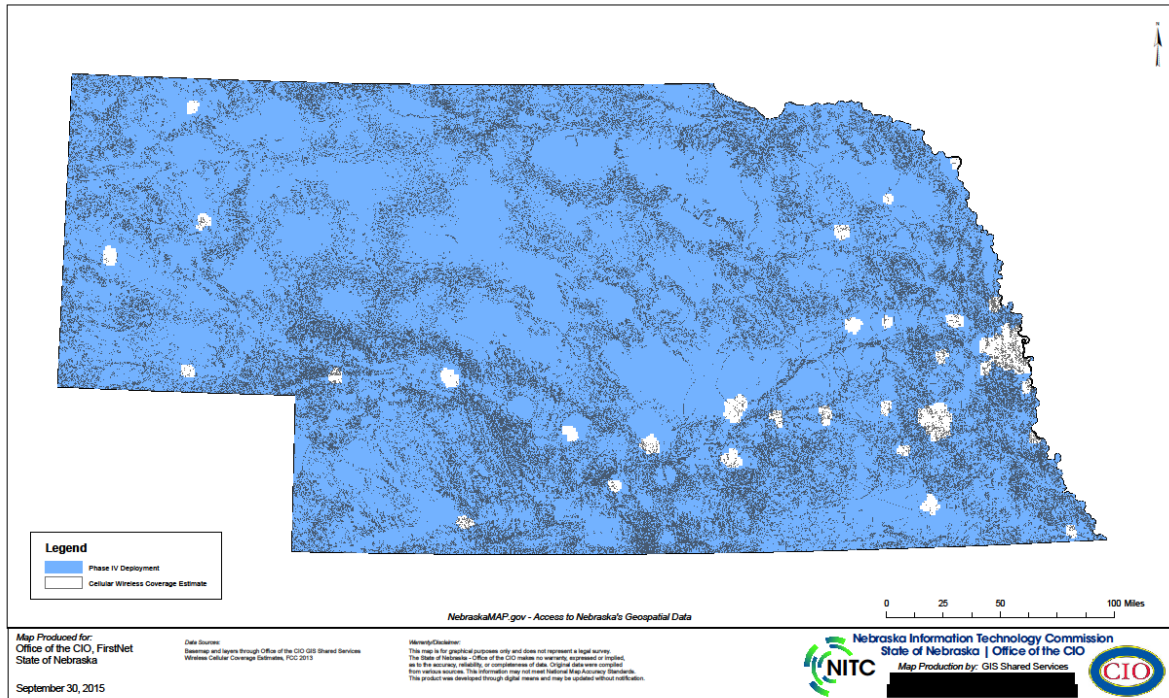 N
Legend
Phase IV Deployment
Cellular Wireless Coverage Estimate
0 25 50 100 Miles
NebraskaMAP.gov - Access to Nebraska's Geospatial Data
Map Produced for:
Office of the CIO, FirstNet
State of Nebraska
September 30, 2015
Data Sources:
Basemap and layers through Office of the CIO GIS Shared Services
Wireless Cellular Coverage Estimates, FCC 2013
Warranty/Disclaimer:
This map is for graphical purposes only and does not represent a legal survey.
The State of Nebraska - Office of the CIO makes no warranty, expressed or implied,
as to the accuracy, reliability, or completeness of data. Original data were compiled
from various sources. This information may not meet National Map Accuracy Standards.
This product was developed through digital means and may be updated without notification.
NITC
Nebraska Information Technology Commission
State of Nebraska | Office of the CIO
Map Production by: GIS Shared Services
CIO